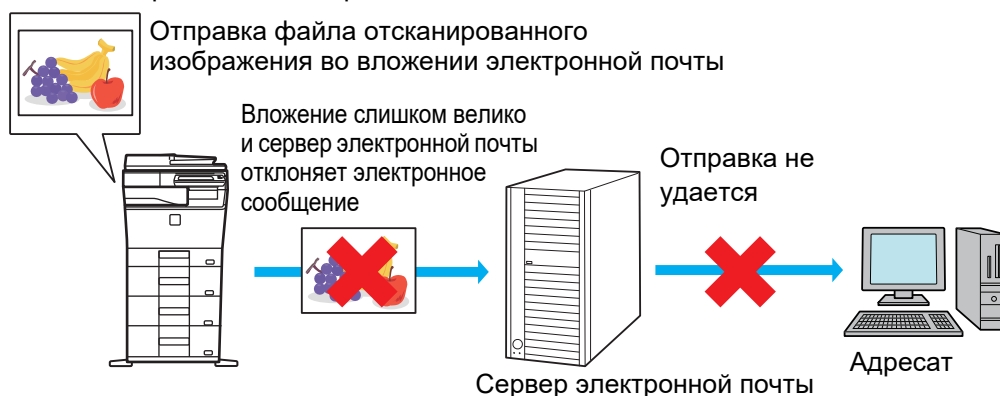 Отправка файла отсканированного
изображения во вложении электронной почты
Вложение слишком велико
и сервер электронной почты
отклоняет электронное
сообщение
Отправка не
удается
Адресат
Сервер электронной почты